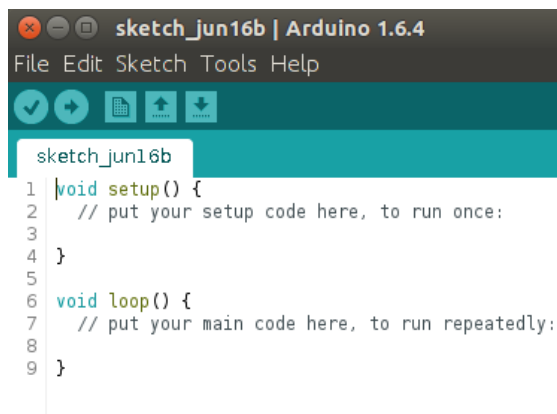 sketch_jun16b | Arduino 1.6.4
File Edit Sketch Tools Help
sketch_jun16b
1 void setup() {
2   // put your setup code here, to run once:
3
4 }
5
6 void loop() {
7   // put your main code here, to run repeatedly:
8
9 }